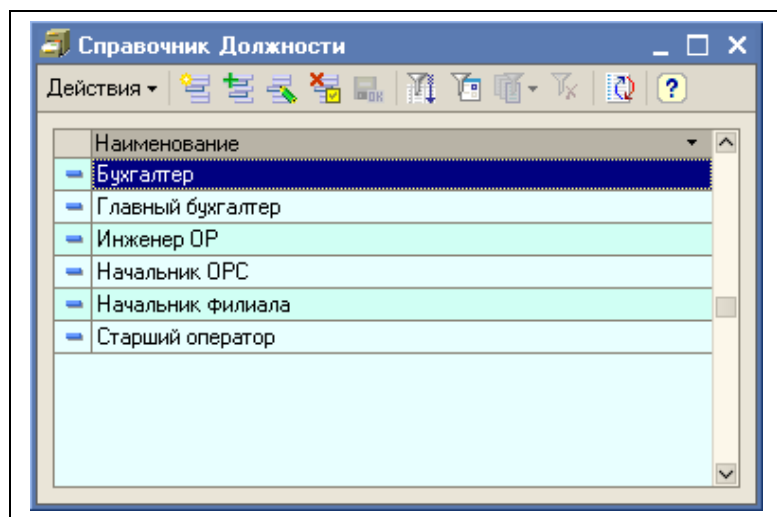 Справочник Должности
Действия
Наименование
Бухгалтер
Главный бухгалтер
Инженер ОР
Начальник ОРС
Начальник филиала
Старший оператор